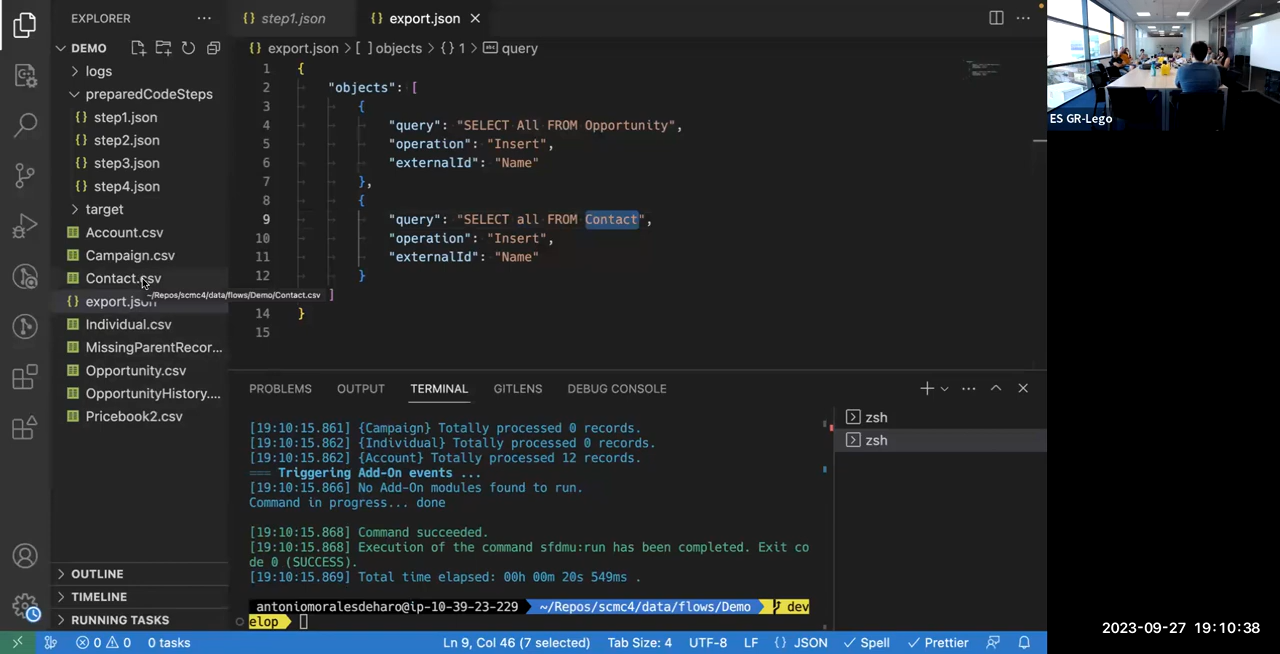 EXPLORER
DEMO
logs
preparedCodeSteps
step1.json
step2.json
step3.json
step4.json
target
Account.csv
Campaign.csv
Contact.csv
~/Repos/scmc4/data/flows/Demo/Contact.csv
export.json
Individual.csv
MissingParentRecor...
Opportunity.csv
OpportunityHistory....
Pricebook2.csv
OUTLINE
TIMELINE
RUNNING TASKS
step1.json
export.json
export.json > [ ] objects > {} 1 > query
1 {
2 "objects": [
3 {
4 "query": "SELECT All FROM Opportunity",
5 "operation": "Insert",
6 "externalId": "Name"
7 },
8 {
9 "query": "SELECT all FROM Contact",
10 "operation": "Insert",
11 "externalId": "Name"
12 }
]
14 }
15
PROBLEMS OUTPUT TERMINAL GITLENS DEBUG CONSOLE
[19:10:15.861] {Campaign} Totally processed 0 records.
[19:10:15.862] {Individual} Totally processed 0 records.
[19:10:15.862] {Account} Totally processed 12 records.
=== Triggering Add-On events ...
[19:10:15.866] No Add-On modules found to run.
Command in progress... done
[19:10:15.868] Command succeeded.
[19:10:15.868] Execution of the command sfdmu:run has been completed. Exit co
de 0 (SUCCESS).
[19:10:15.869] Total time elapsed: 00h 00m 20s 549ms .
antoniomoralesdeharo@ip-10-39-23-229 ~/Repos/scmc4/data/flows/Demo dev
elop
zsh
zsh
0 0 0 tasks Ln 9, Col 46 (7 selected) Tab Size: 4 UTF-8 LF {} JSON Spell Prettier
ES GR-Lego
2023-09-27 19:10:38